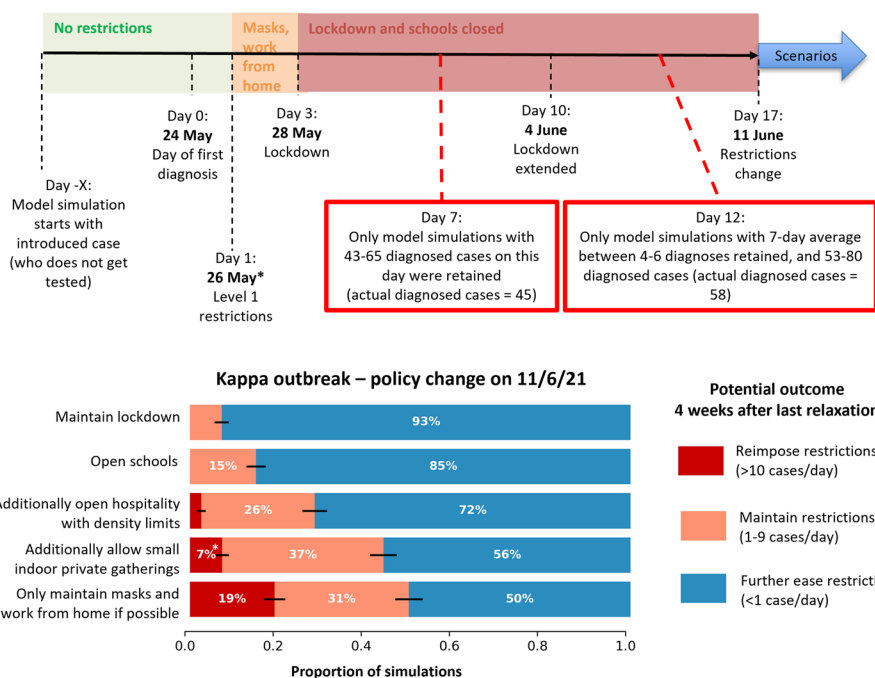 No restrictions
Masks,
work
from
home
Lockdown and schools closed
Scenarios
Day 0:
24 May
Day of first
diagnosis
Day 3:
28 May
Lockdown
Day 10:
4 June
Lockdown
extended
Day 17:
11 June
Restrictions
change
Day -X:
Model simulation
starts with
introduced case
(who does not get
tested)
Day 1:
26 May*
Level 1
restrictions
Day 7:
Only model simulations with
43-65 diagnosed cases on this
day were retained
(actual diagnosed cases = 45)
Day 12:
Only model simulations with 7-day average
between 4-6 diagnoses retained, and 53-80
diagnosed cases (actual diagnosed cases =
58)
Kappa outbreak – policy change on 11/6/21
Maintain lockdown
93%
Open schools
15%
85%
Additionally open hospitality
with density limits
26%
72%
Additionally allow small
indoor private gatherings
7%*
37%
56%
Only maintain masks and
work from home if possible
19%
31%
50%
0.0
0.2
0.4
0.6
0.8
1.0
Proportion of simulations
Potential outcome
4 weeks after last relaxation
Reimpose restrictions
(>10 cases/day)
Maintain restrictions
(1-9 cases/day)
Further ease restricti
(<1 case/day)